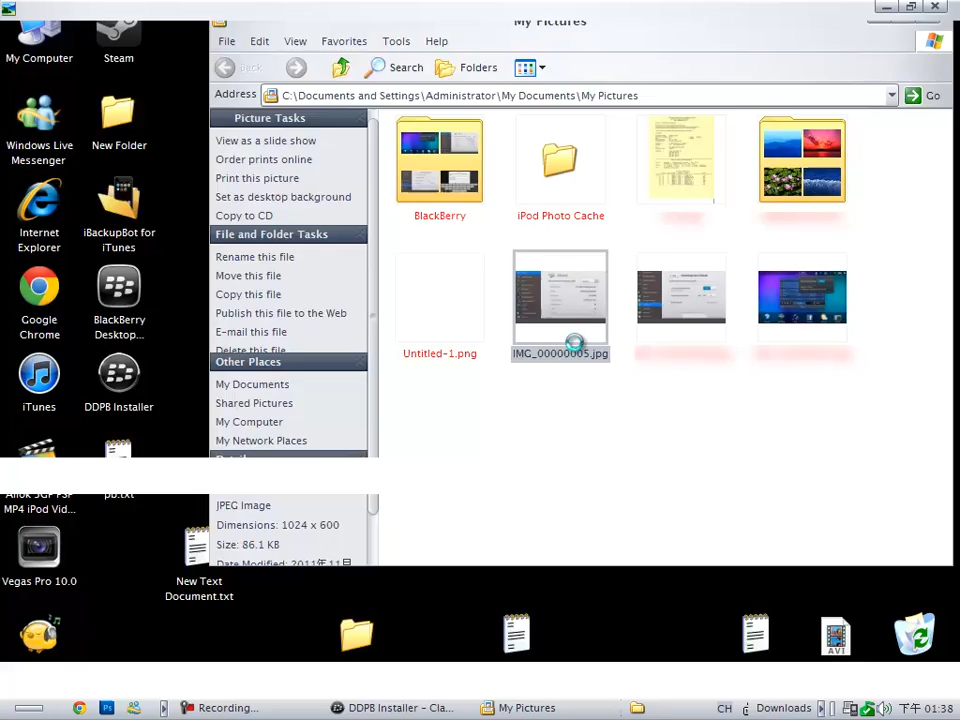 My Pictures
My Computer
Steam
File Edit View Favorites Tools Help
Back
Search Folders
Address C:\Documents and Settings\Administrator\My Documents\My Pictures Go
Windows Live
Messenger
New Folder
Internet
Explorer
iBackupBot for
iTunes
Google
Chrome
BlackBerry
Desktop...
iTunes
DDPB Installer
Allok 3GP PSP
MP4 iPod Vid...
pb.txt
Vegas Pro 10.0
New Text
Document.txt
Picture Tasks
View as a slide show
Order prints online
Print this picture
Set as desktop background
Copy to CD
File and Folder Tasks
Rename this file
Move this file
Copy this file
Publish this file to the Web
E-mail this file
Delete this file
Other Places
My Documents
Shared Pictures
My Computer
My Network Places
Details
JPEG Image
Dimensions: 1024 x 600
Size: 86.1 KB
Date Modified: 2011年11日
BlackBerry
iPod Photo Cache
Untitled-1.png
IMG_00000005.jpg
AVI
Recording...
DDPB Installer – Cla...
My Pictures
CH
Downloads
下午 01:38